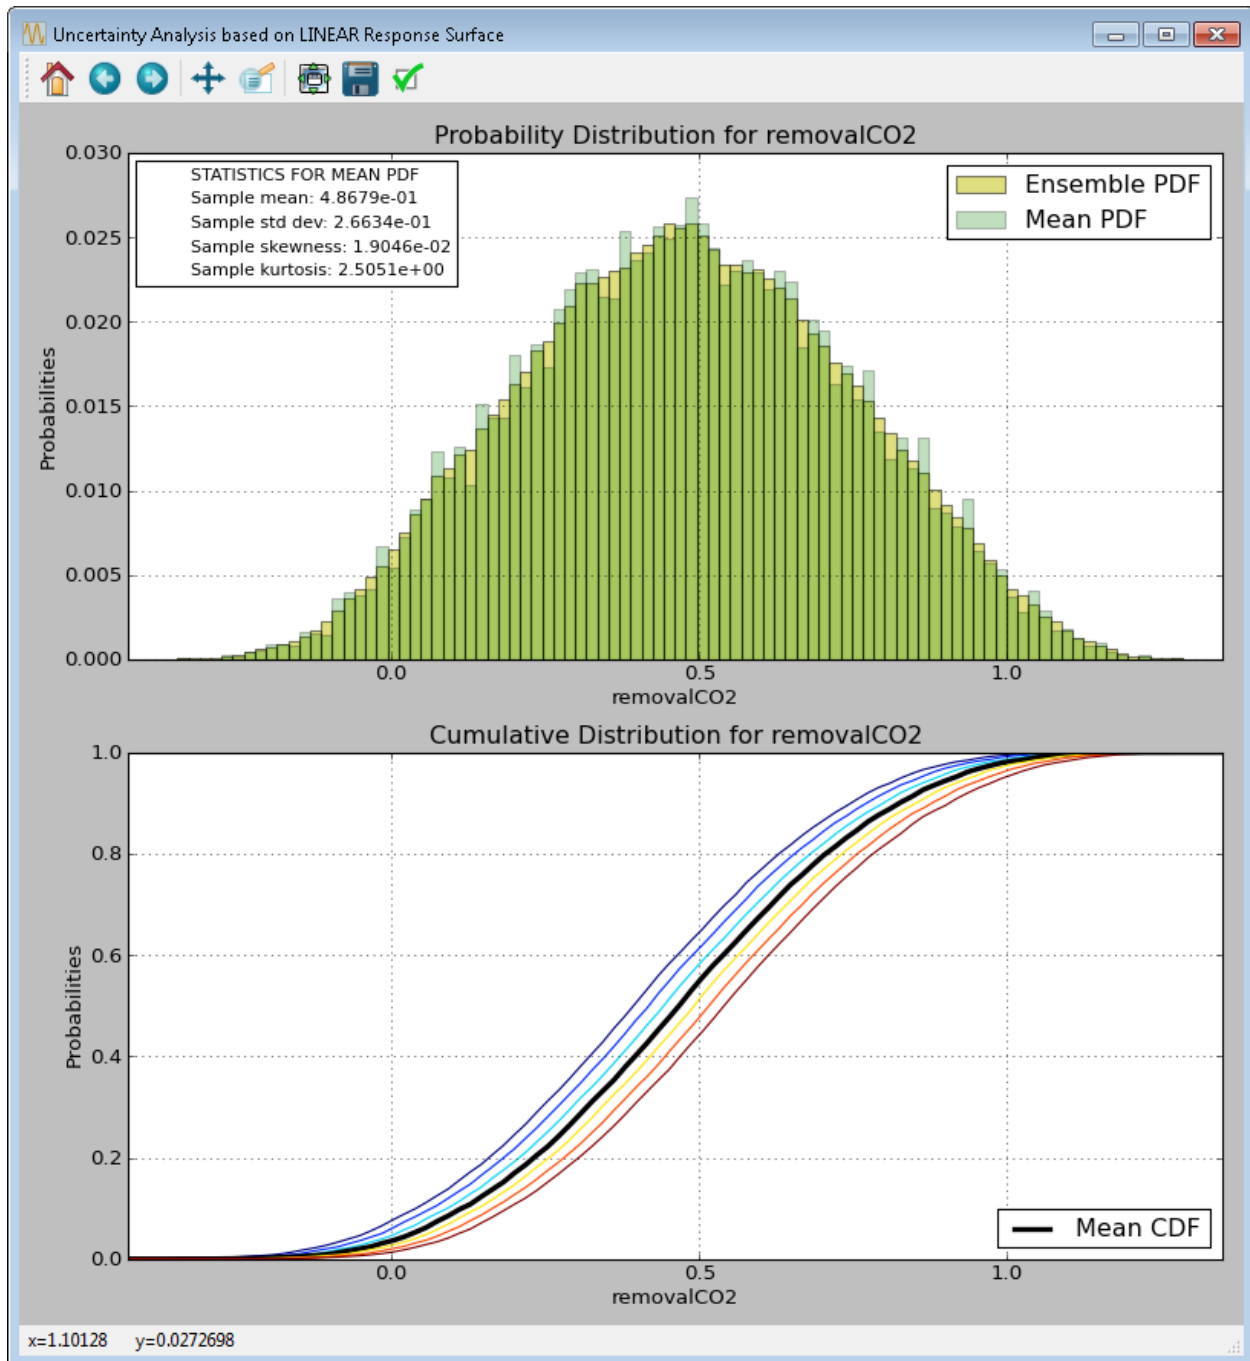 Uncertainty Analysis based on LINEAR Response Surface
Probability Distribution for removalCO2
STATISTICS FOR MEAN PDF
Sample mean: 4.8679e-01
Sample std dev: 2.6634e-01
Sample skewness: 1.9046e-02
Sample kurtosis: 2.5051e+00
Ensemble PDF
Mean PDF
Probabilities
0.030
0.025
0.020
0.015
0.010
0.005
0.000
0.0 0.5 1.0
removalCO2
Cumulative Distribution for removalCO2
Probabilities
1.0
0.8
0.6
0.4
0.2
0.0
Mean CDF
0.0 0.5 1.0
removalCO2
x=1.10128 y=0.0272698